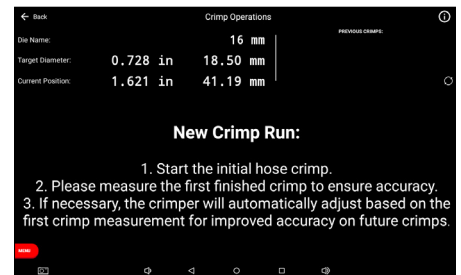 Back
Crimp Operations
PREVIOUS CRIMPS:
Die Name: 16 mm
Target Diameter: 0.728 in 18.50 mm
Current Position: 1.621 in 41.19 mm
New Crimp Run:
1. Start the initial hose crimp.
2. Please measure the first finished crimp to ensure accuracy.
3. If necessary, the crimper will automatically adjust based on the
first crimp measurement for improved accuracy on future crimps.
MENU